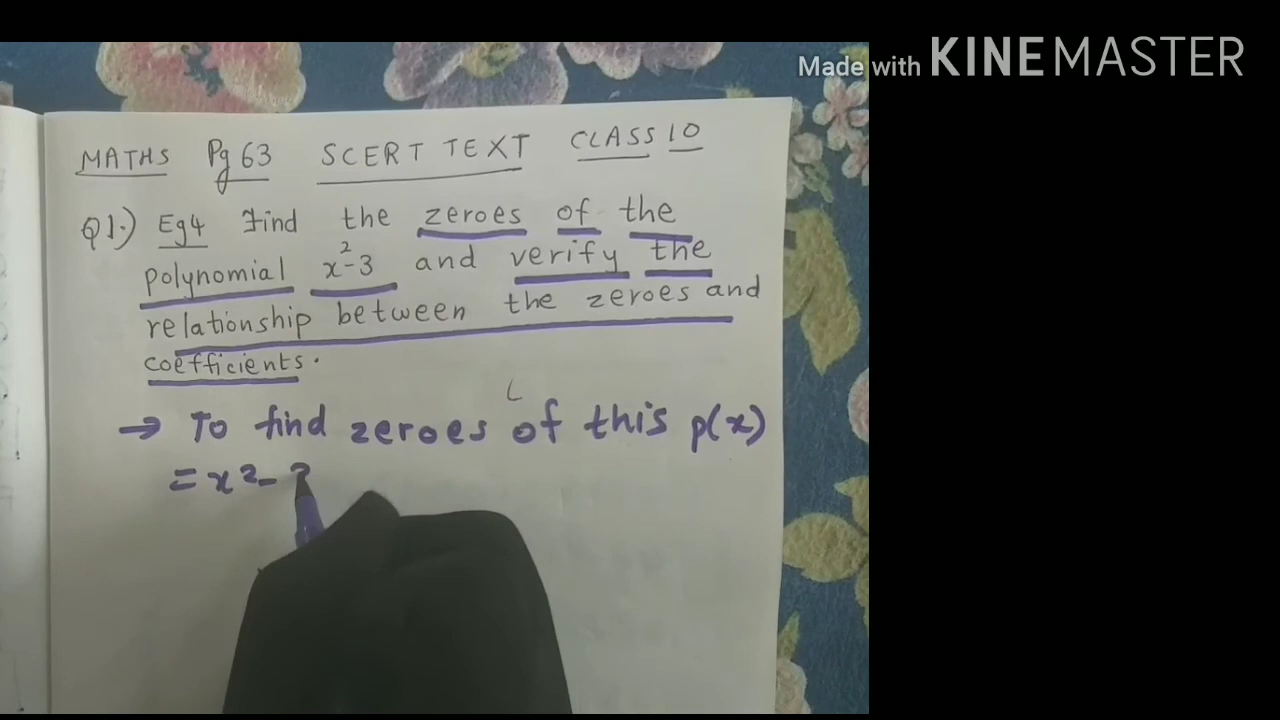 Made with KINEMASTER
MATHS Pg 63 SCERT TEXT CLASS 10
Q1.) Eg4 Find the zeroes of the
polynomial x²-3 and verify the
relationship between the zeroes and
coefficients.
→ To find zeroes of this p(x)
= x² -